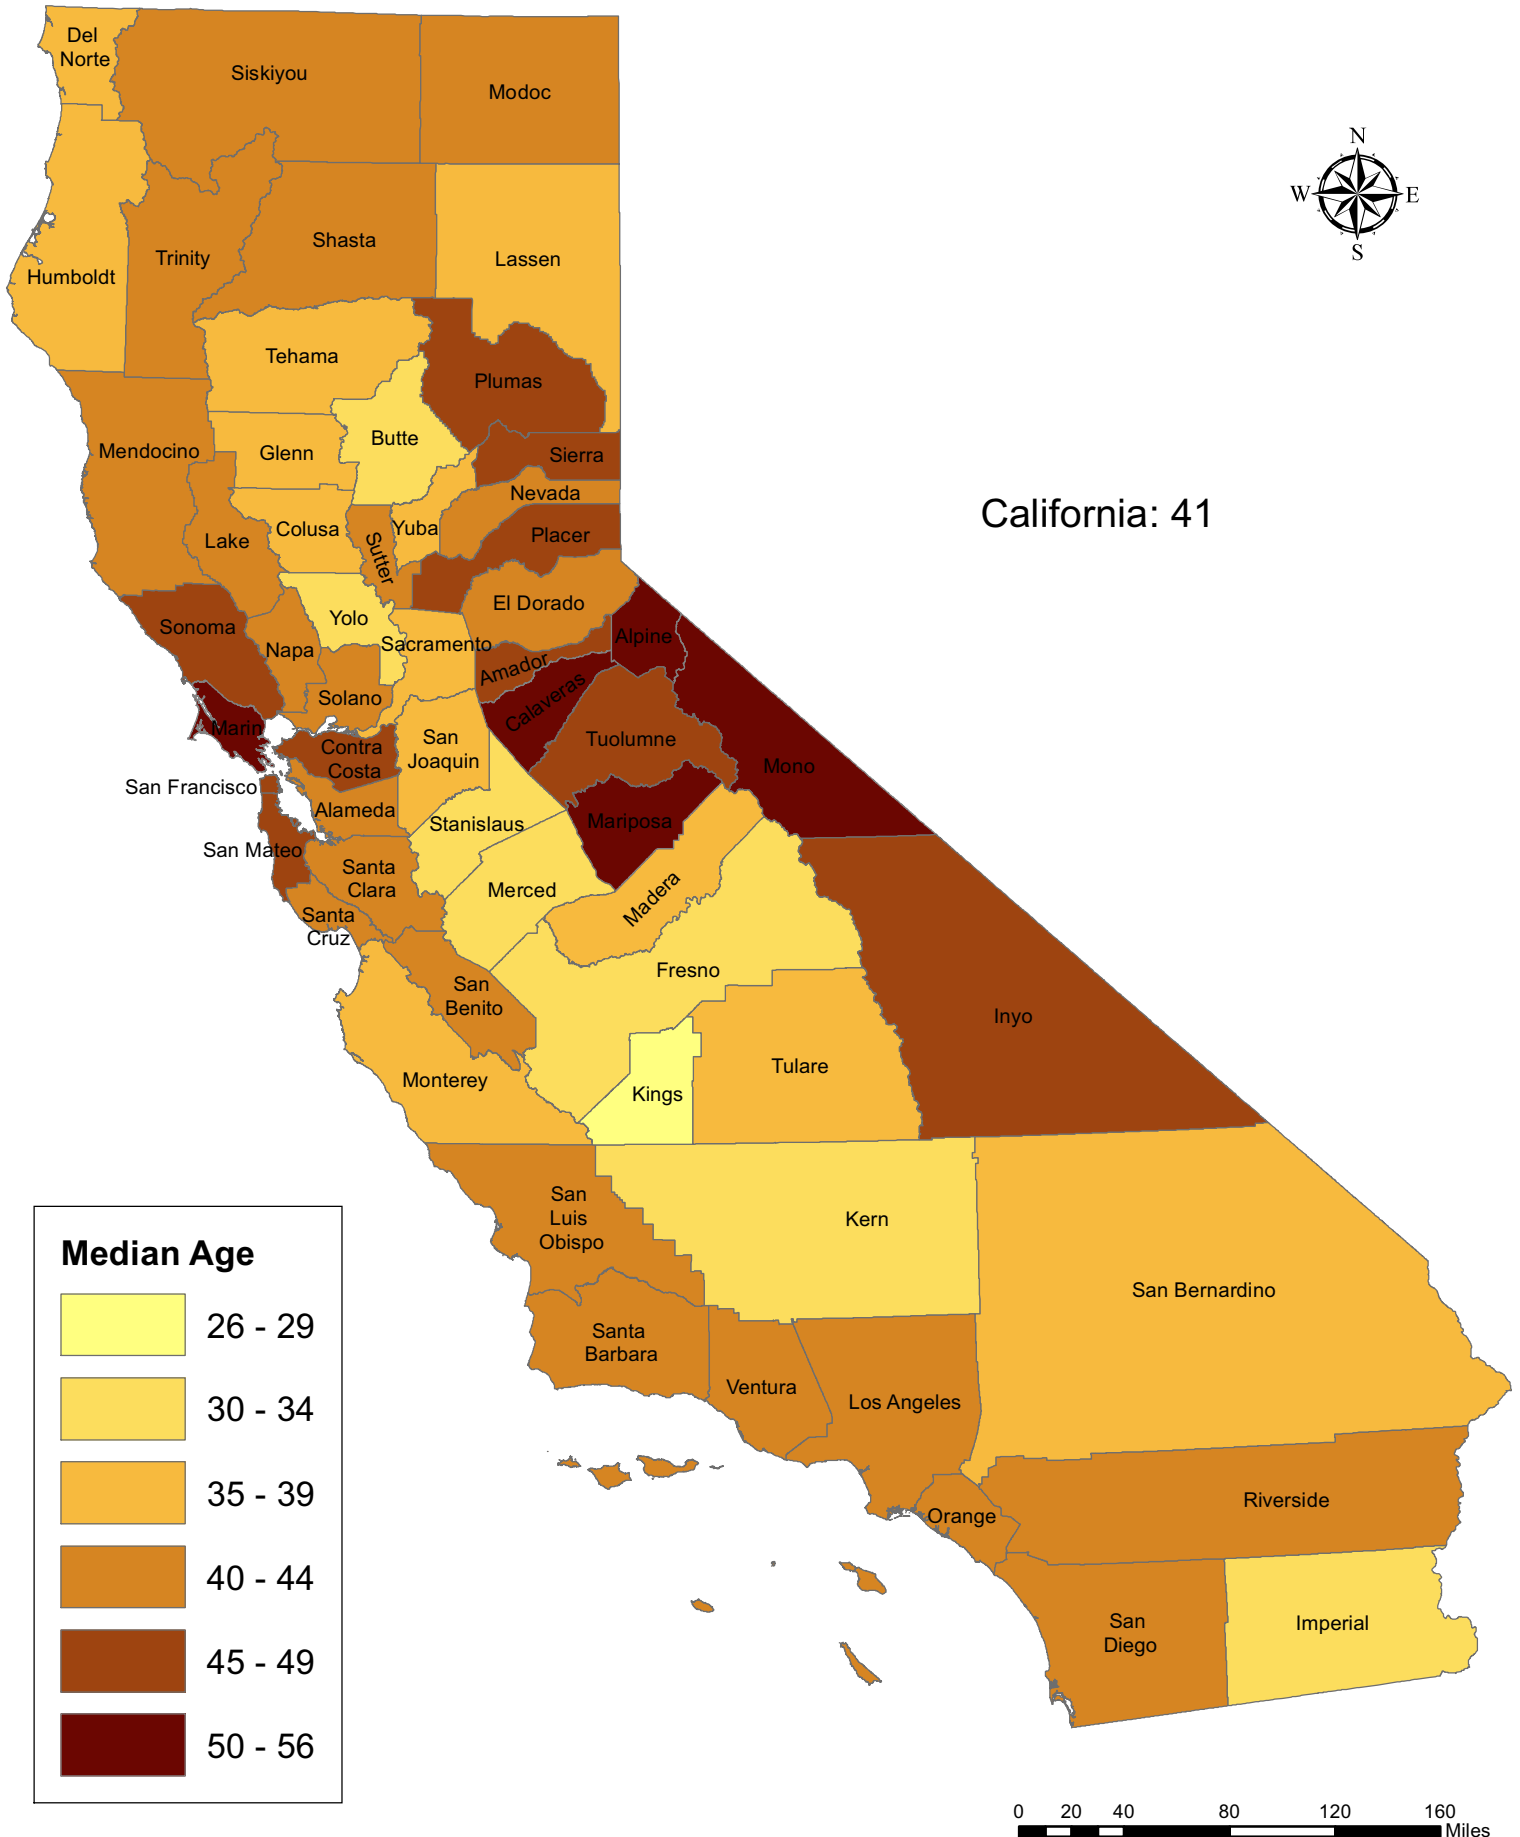 Del
Norte
Siskiyou
Modoc
N
W
E
S
Humboldt
Trinity
Shasta
Lassen
Tehama
Plumas
Mendocino
Glenn
Butte
Sierra
Nevada
Lake
Colusa
Sutter
Yuba
Placer
California: 41
Sonoma
Napa
Yolo
Sacramento
El Dorado
Alpine
Amador
Solano
Calaveras
Marin
Contra
Costa
San
Joaquin
Tuolumne
Mono
San Francisco
Alameda
Stanislaus
Mariposa
San Mateo
Santa
Clara
Merced
Madera
Santa
Cruz
San
Benito
Fresno
Inyo
Monterey
Kings
Tulare
San
Luis
Obispo
Kern
San Bernardino
Santa
Barbara
Ventura
Los Angeles
Orange
Riverside
San
Diego
Imperial
Median Age
26 - 29
30 - 34
35 - 39
40 - 44
45 - 49
50 - 56
0 20 40 80 120 160
Miles